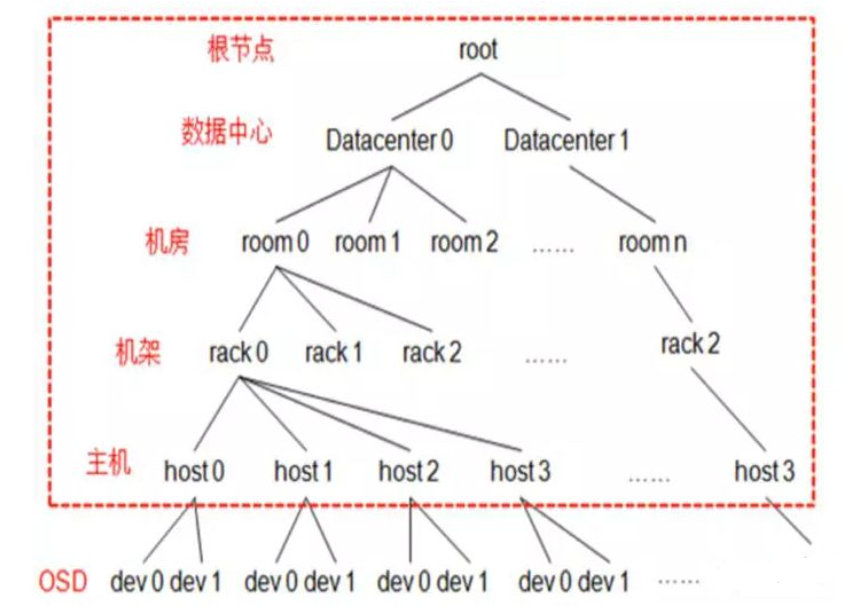 根节点 root
数据中心 Datacenter 0 Datacenter 1
机房 room 0 room 1 room 2 …… room n
机架 rack 0 rack 1 rack 2 …… rack 2
主机 host 0 host 1 host 2 host 3 …… host 3
OSD dev 0 dev 1 dev 0 dev 1 dev 0 dev 1 dev 0 dev 1 ……